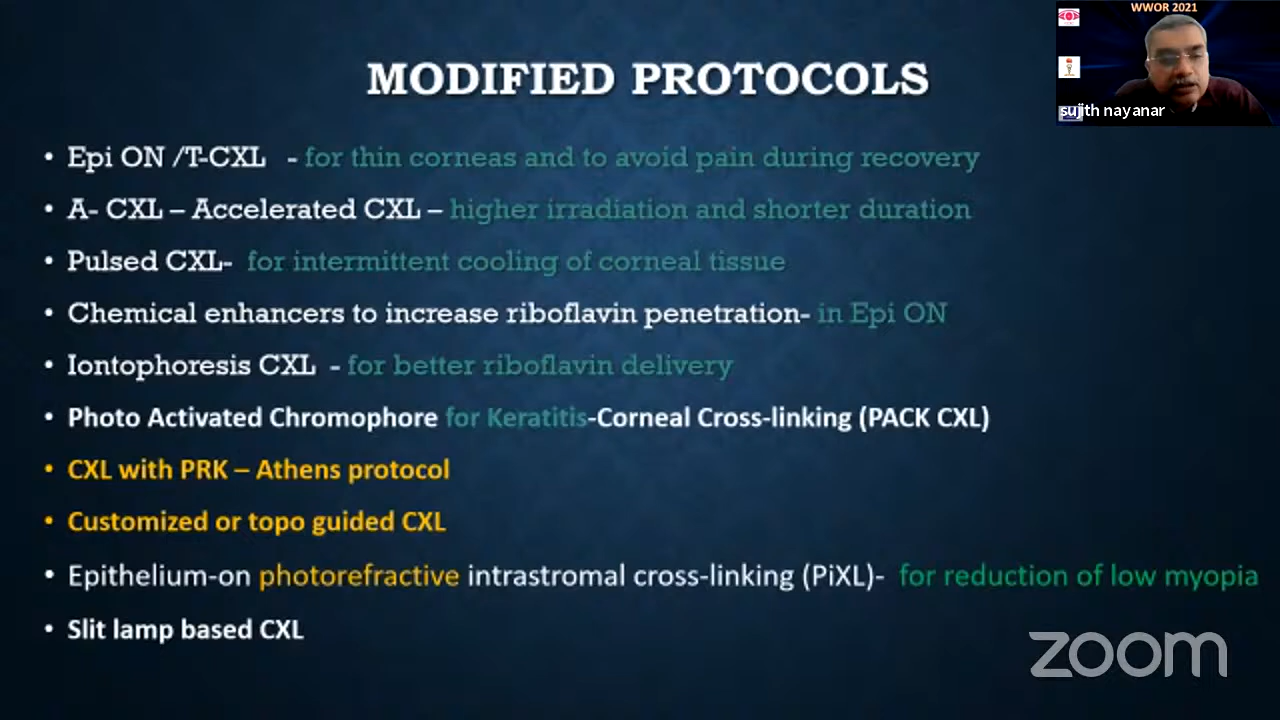 WWOR 2021
sujith nayanar
MODIFIED PROTOCOLS
• Epi ON /T-CXL - for thin corneas and to avoid pain during recovery
• A- CXL – Accelerated CXL – higher irradiation and shorter duration
• Pulsed CXL- for intermittent cooling of corneal tissue
• Chemical enhancers to increase riboflavin penetration- in Epi ON
• Iontophoresis CXL - for better riboflavin delivery
• Photo Activated Chromophore for Keratitis-Corneal Cross-linking (PACK CXL)
• CXL with PRK – Athens protocol
• Customized or topo guided CXL
• Epithelium-on photorefractive intrastromal cross-linking (PiXL)- for reduction of low myopia
• Slit lamp based CXL
zoom